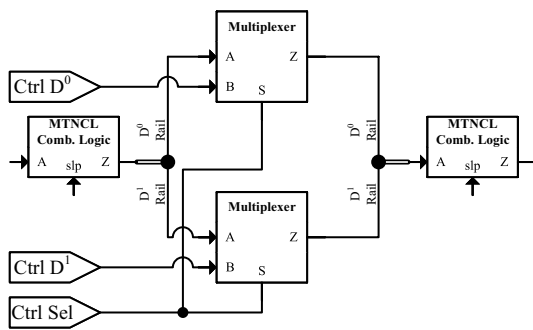 Multiplexer
A
Z
B
S
Ctrl D⁰
MTNCL
Comb. Logic
A
Z
slp
D⁰
Rail
D¹
Rail
D⁰
Rail
D¹
Rail
MTNCL
Comb. Logic
A
Z
slp
Multiplexer
A
Z
B
S
Ctrl D¹
Ctrl Sel